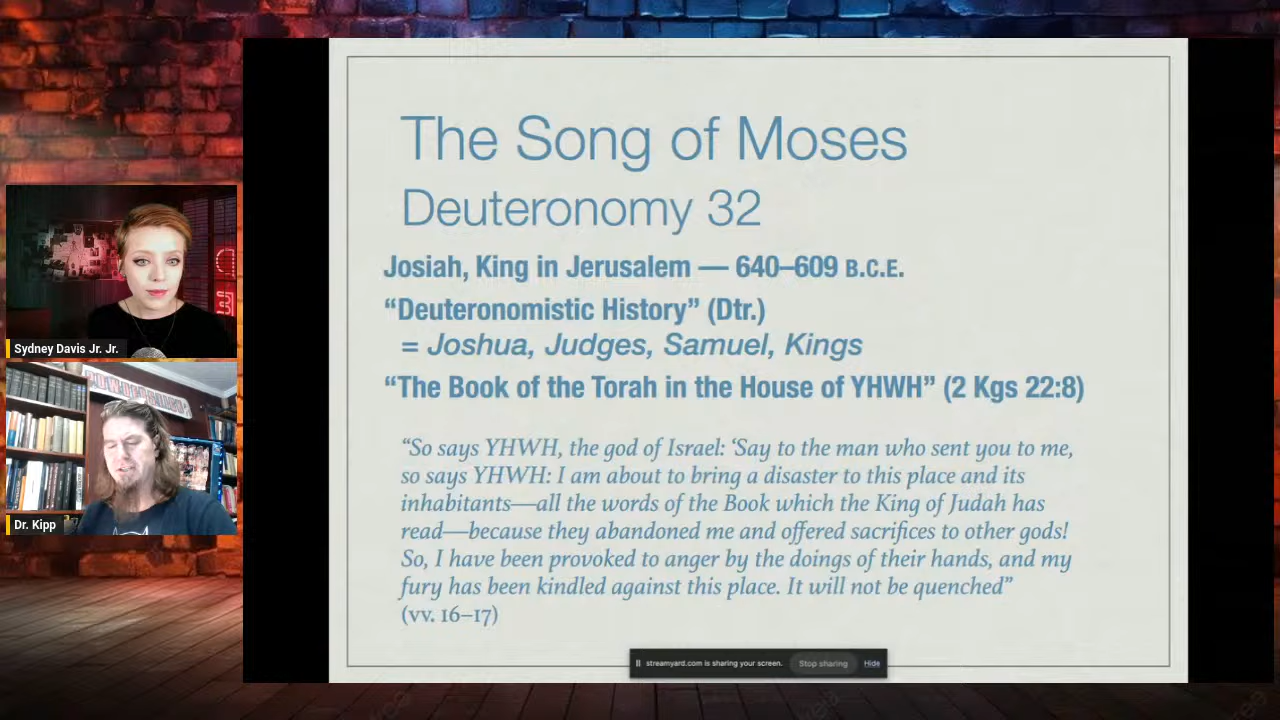 The Song of Moses
Deuteronomy 32
Josiah, King in Jerusalem — 640–609 B.C.E.
“Deuteronomistic History” (Dtr.)
= Joshua, Judges, Samuel, Kings
“The Book of the Torah in the House of YHWH” (2 Kgs 22:8)
“So says YHWH, the god of Israel: ‘Say to the man who sent you to me,
so says YHWH: I am about to bring a disaster to this place and its
inhabitants—all the words of the Book which the King of Judah has
read—because they abandoned me and offered sacrifices to other gods!
So, I have been provoked to anger by the doings of their hands, and my
fury has been kindled against this place. It will not be quenched”
(vv. 16–17)
streamyard.com is sharing your screen. Stop sharing Hide
Sydney Davis Jr. Jr.
Dr. Kipp